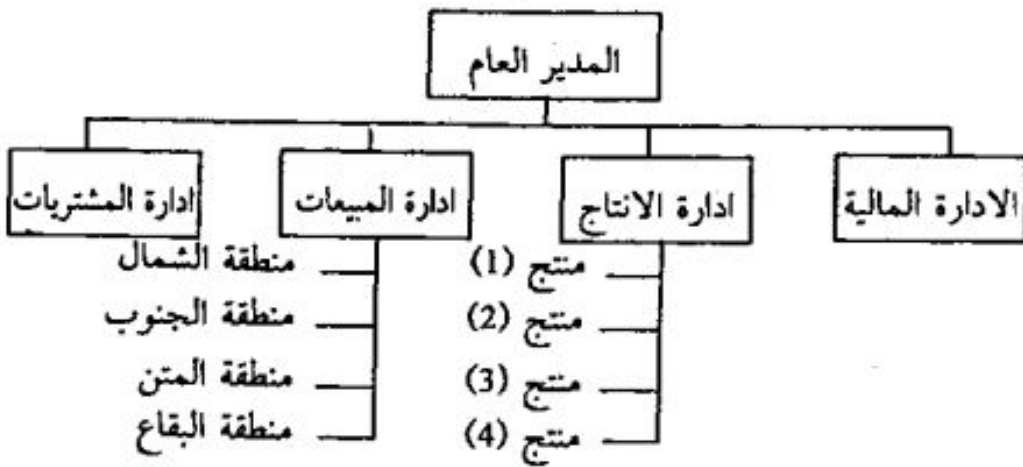 المدير العام
الادارة المالية
ادارة الانتاج
ادارة المبيعات
ادارة المشتريات
منتج (1)
منتج (2)
منتج (3)
منتج (4)
منطقة الشمال
منطقة الجنوب
منطقة المتن
منطقة البقاع